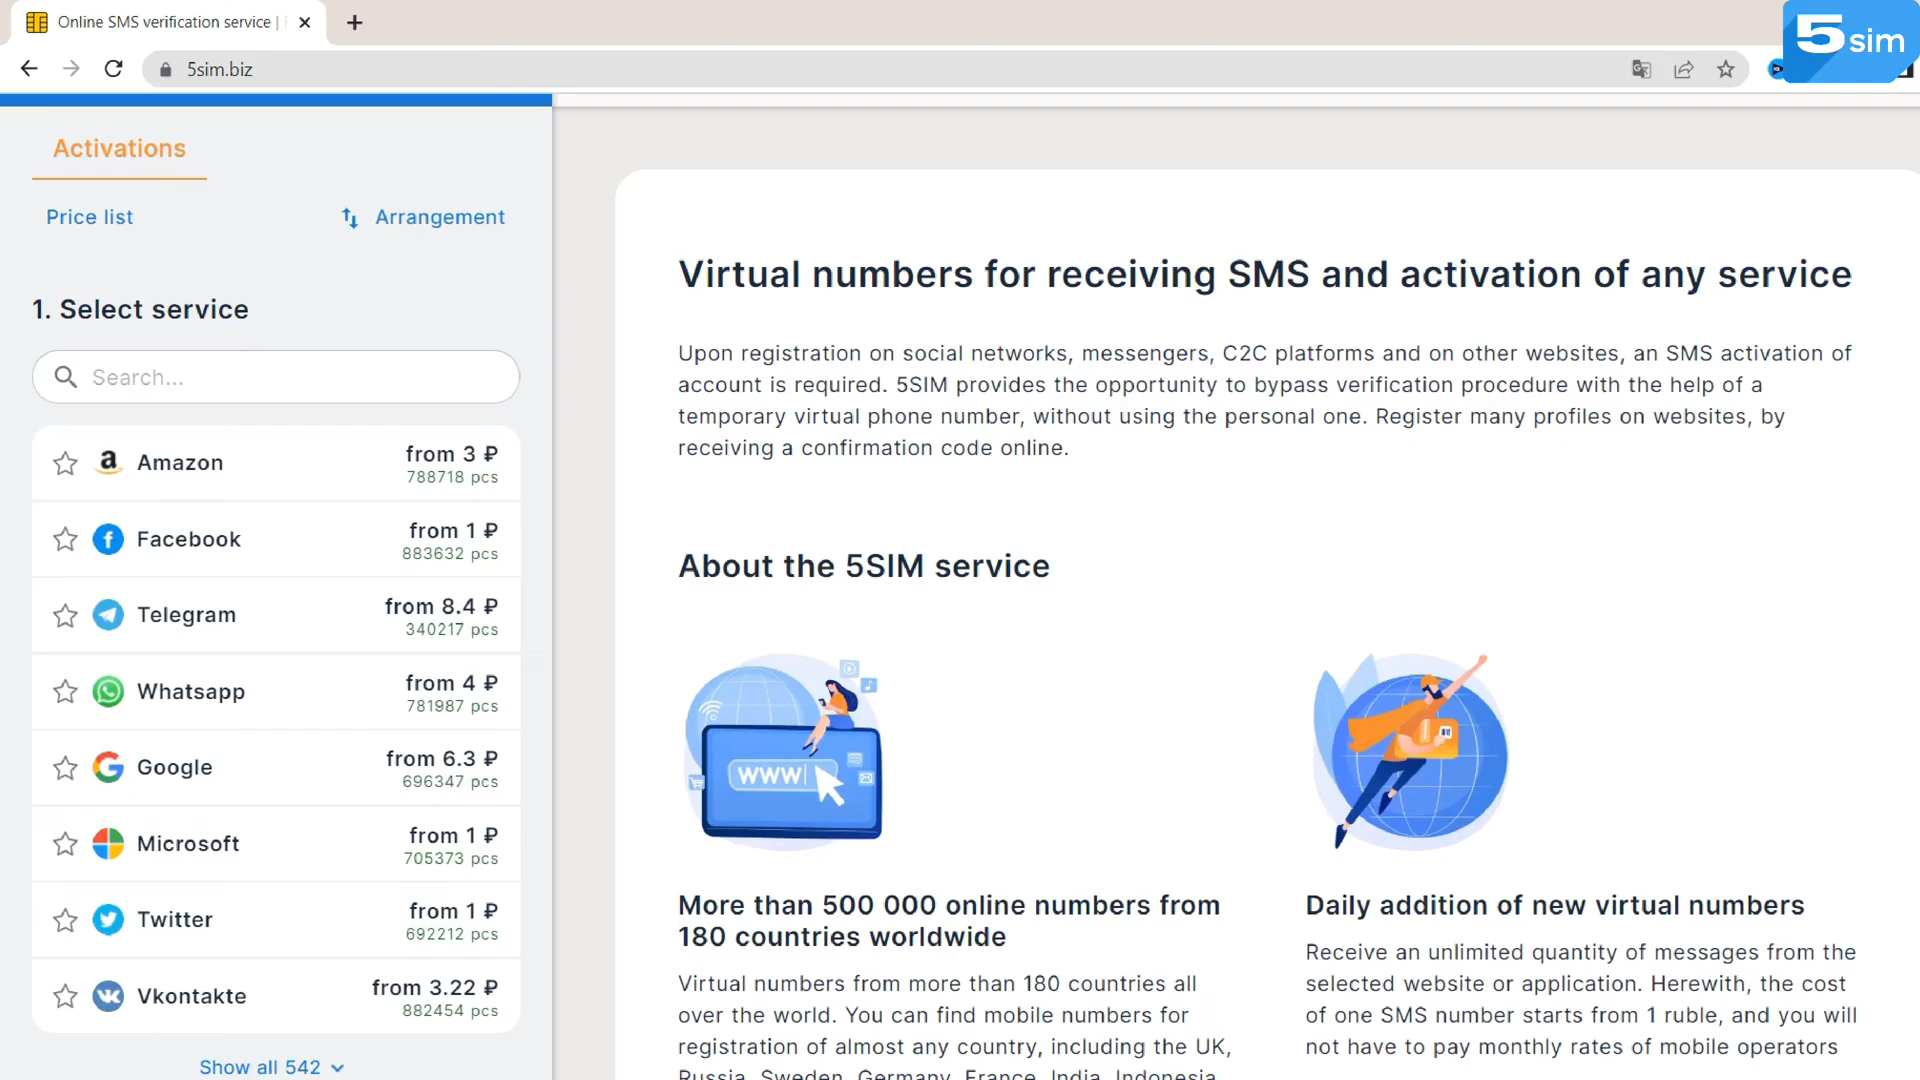 Online SMS verification service |
5sim.biz
5sim
Activations
Price list
Arrangement
1. Select service
Search...
Amazon
from 3 ₽
788718 pcs
Facebook
from 1 ₽
883632 pcs
Telegram
from 8.4 ₽
340217 pcs
Whatsapp
from 4 ₽
781987 pcs
Google
from 6.3 ₽
696347 pcs
Microsoft
from 1 ₽
705373 pcs
Twitter
from 1 ₽
692212 pcs
Vkontakte
from 3.22 ₽
882454 pcs
Show all 542
Virtual numbers for receiving SMS and activation of any service
Upon registration on social networks, messengers, C2C platforms and on other websites, an SMS activation of
account is required. 5SIM provides the opportunity to bypass verification procedure with the help of a
temporary virtual phone number, without using the personal one. Register many profiles on websites, by
receiving a confirmation code online.
About the 5SIM service
WWW
More than 500 000 online numbers from
180 countries worldwide
Virtual numbers from more than 180 countries all
over the world. You can find mobile numbers for
registration of almost any country, including the UK,
Russia, Sweden, Germany, France, India, Indonesia,
Daily addition of new virtual numbers
Receive an unlimited quantity of messages from the
selected website or application. Herewith, the cost
of one SMS number starts from 1 ruble, and you will
not have to pay monthly rates of mobile operators